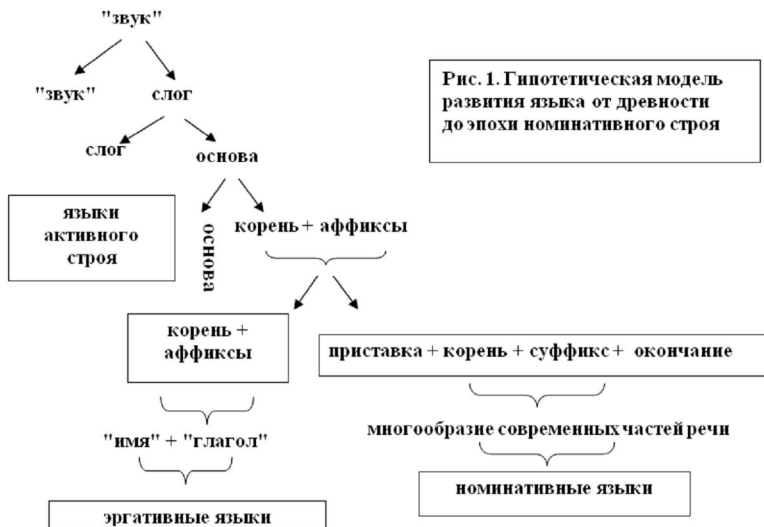 "звук"
"звук"
слог
Рис. 1. Гипотетическая модель
развития языка от древности
до эпохи номинативного строя
слог
основа
языки
активного
строя
основа
корень + аффиксы
корень +
аффиксы
приставка + корень + суффикс + окончание
"имя" + "глагол"
многообразие современных частей речи
эргативные языки
номинативные языки